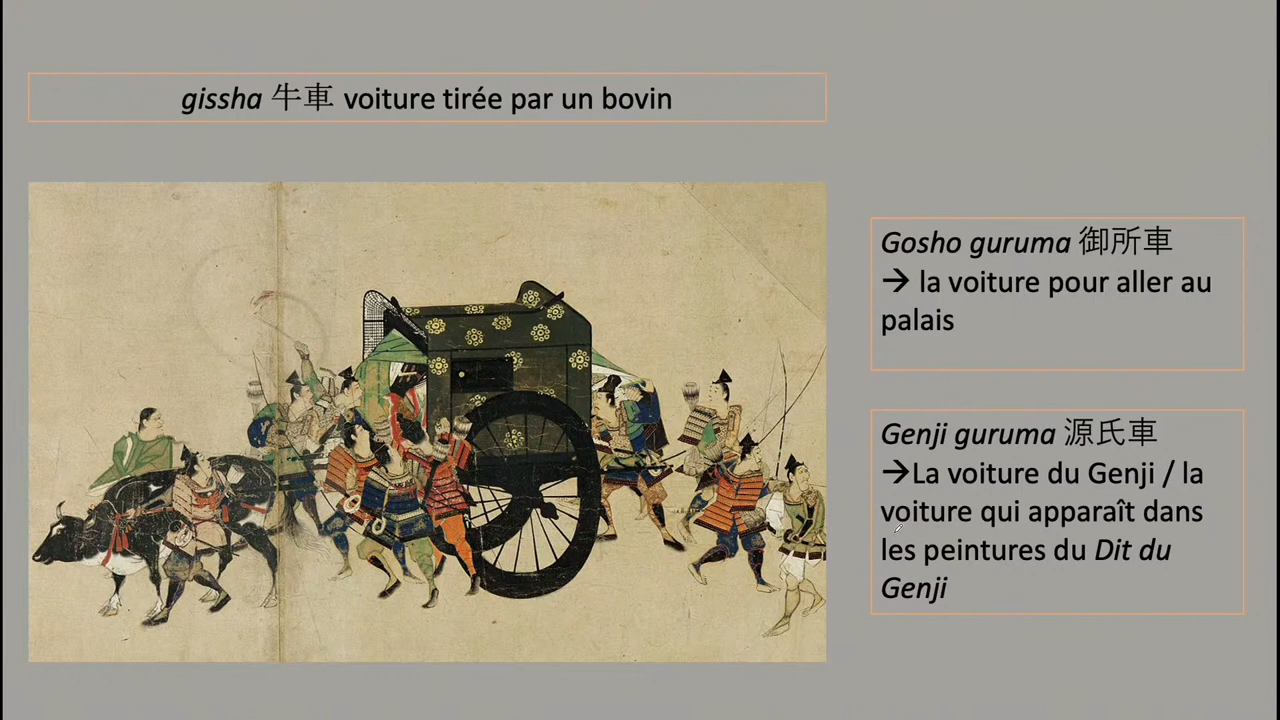 gissha 牛車 voiture tirée par un bovin
Gosho guruma 御所車
→ la voiture pour aller au
palais
Genji guruma 源氏車
→La voiture du Genji / la
voiture qui apparaît dans
les peintures du Dit du
Genji